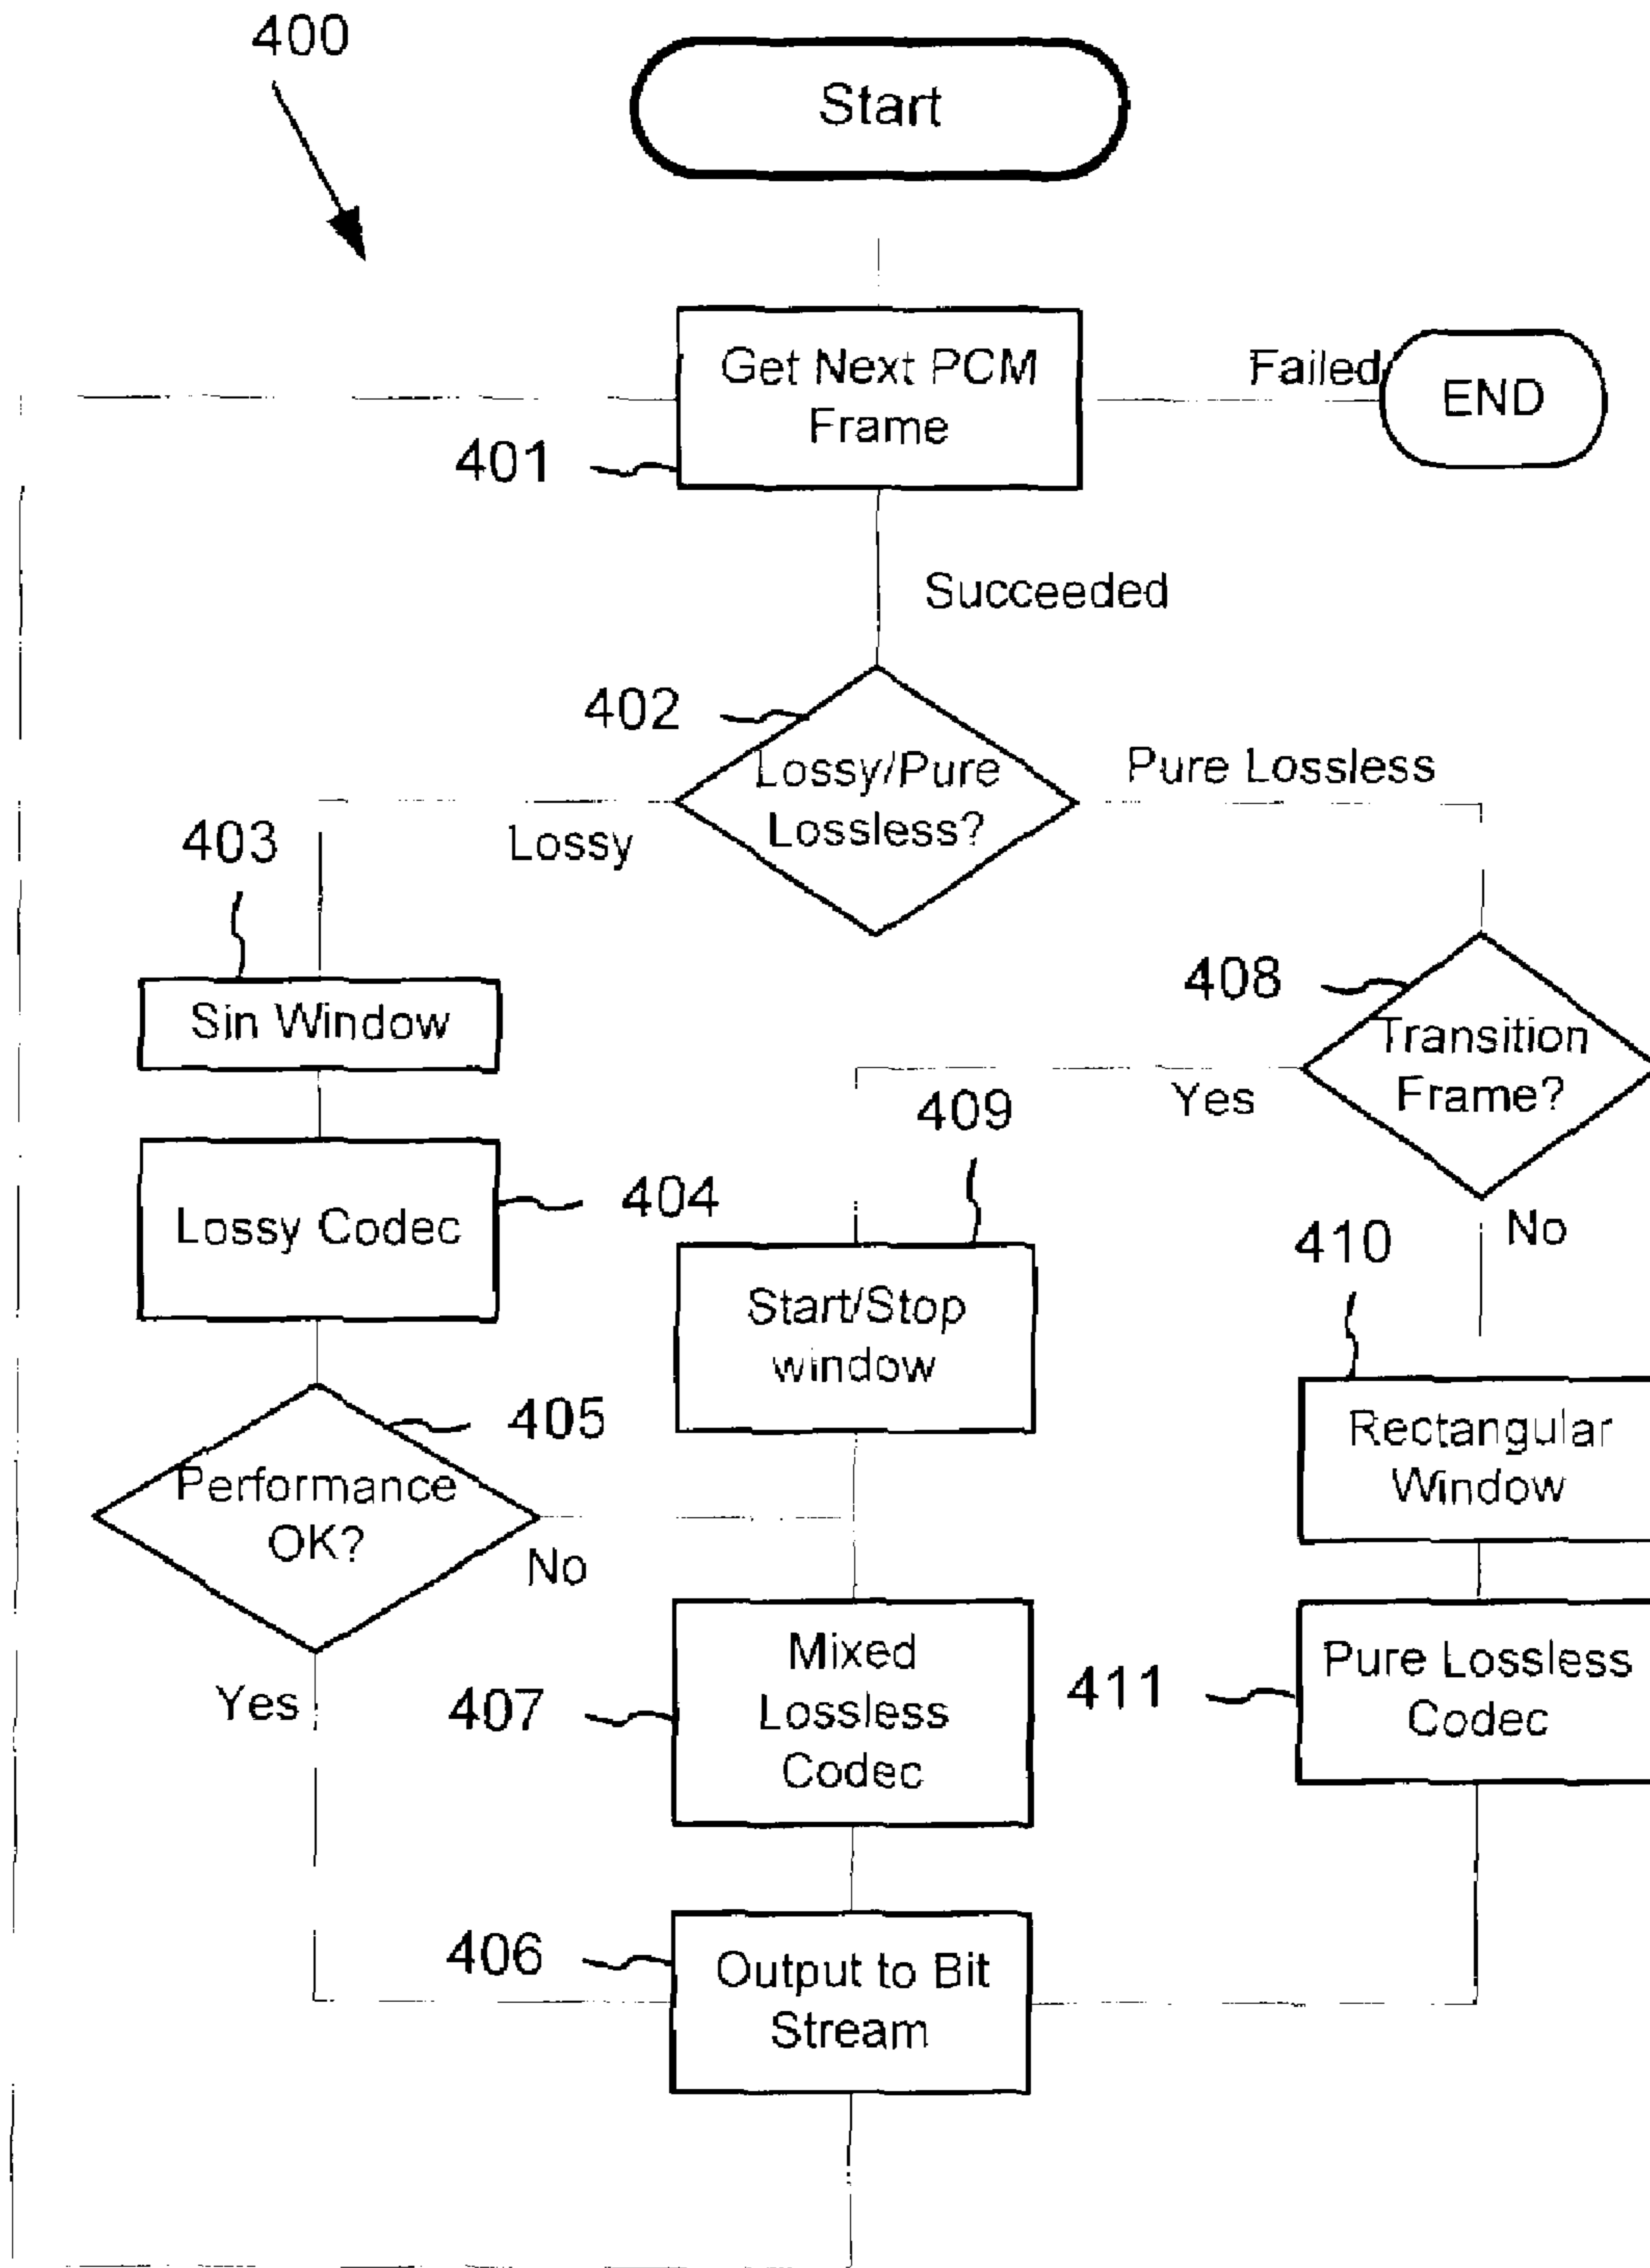 400
Start
Get Next PCM
Frame
Failed
END
401
Succeeded
402
Lossy/Pure
Lossless?
Pure Lossless
Lossy
403
Sin Window
408
Transition
Frame?
Yes
409
404
Lossy Codec
No
410
Start/Stop
window
405
Performance
OK?
No
Rectangular
Window
Mixed
Lossless
Codec
407
411
Pure Lossless
Codec
Yes
406
Output to Bit
Stream